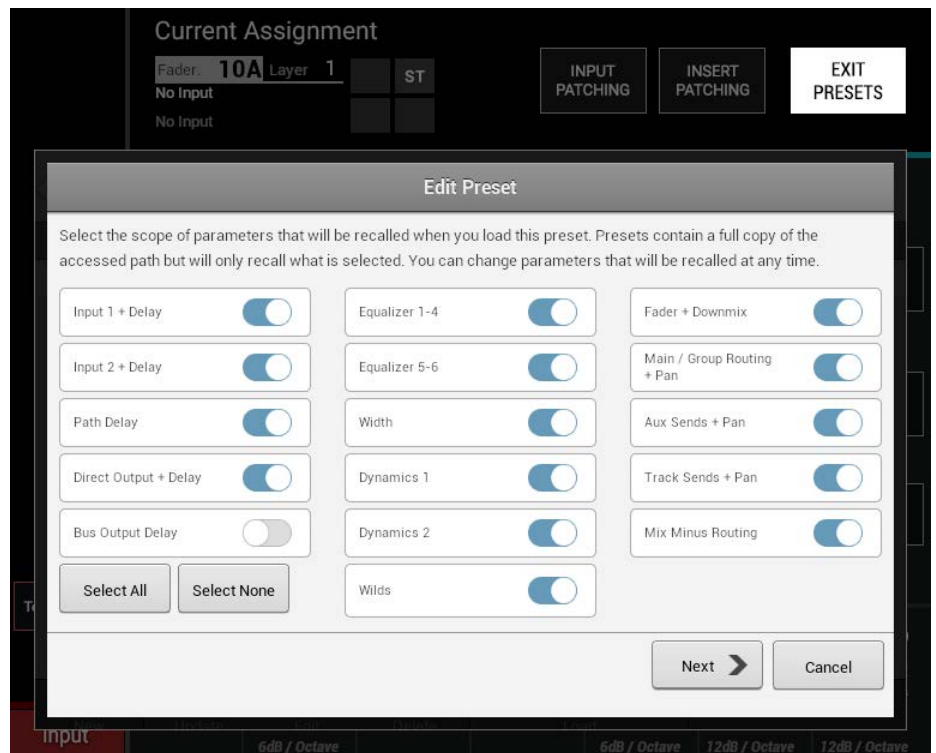 Current Assignment
Fader. 10A Layer 1
ST
No Input
No Input
INPUT
PATCHING
INSERT
PATCHING
EXIT
PRESETS
Edit Preset
Select the scope of parameters that will be recalled when you load this preset. Presets contain a full copy of the
accessed path but will only recall what is selected. You can change parameters that will be recalled at any time.
Input 1 + Delay
Equalizer 1-4
Fader + Downmix
Input 2 + Delay
Equalizer 5-6
Main / Group Routing
+ Pan
Path Delay
Width
Aux Sends + Pan
Direct Output + Delay
Dynamics 1
Track Sends + Pan
Bus Output Delay
Dynamics 2
Mix Minus Routing
Select All
Select None
Wilds
Next
Cancel
New Update Edit Delete Load
Input
6dB / Octave 6dB / Octave 12dB / Octave 12dB / Octave